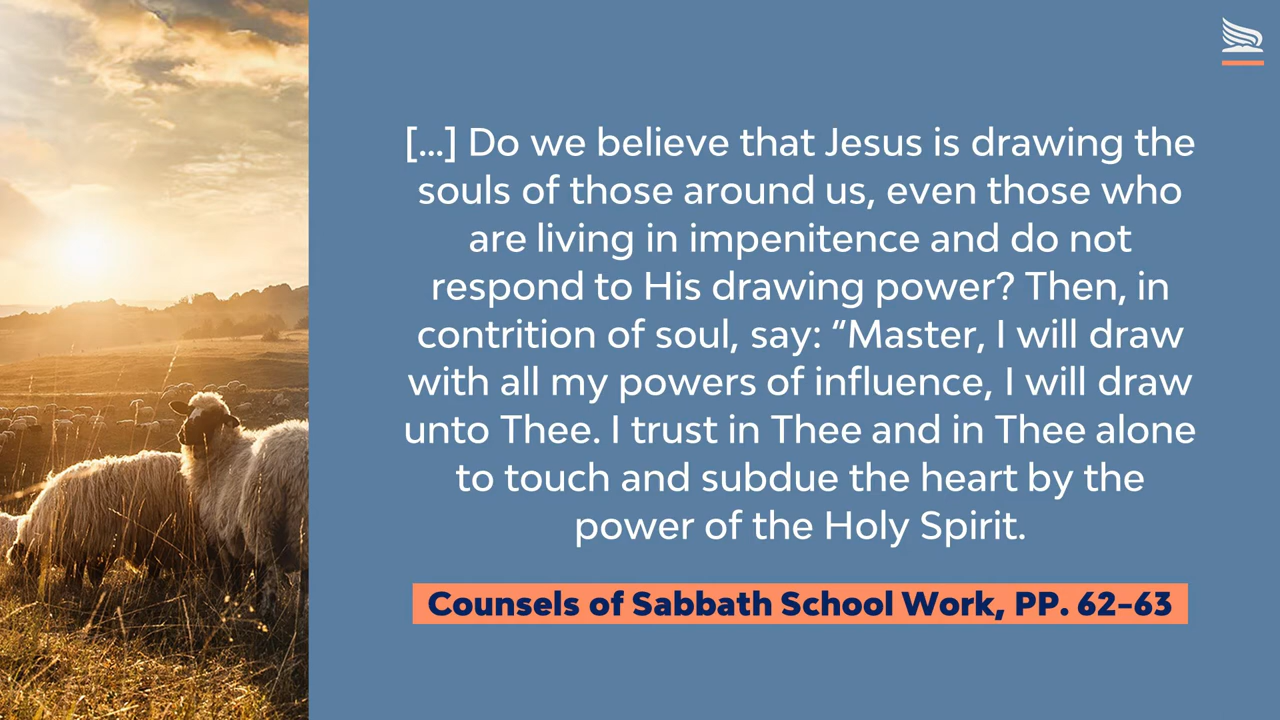 [...] Do we believe that Jesus is drawing the
souls of those around us, even those who
are living in impenitence and do not
respond to His drawing power? Then, in
contrition of soul, say: “Master, I will draw
with all my powers of influence, I will draw
unto Thee. I trust in Thee and in Thee alone
to touch and subdue the heart by the
power of the Holy Spirit.
Counsels of Sabbath School Work, PP. 62–63